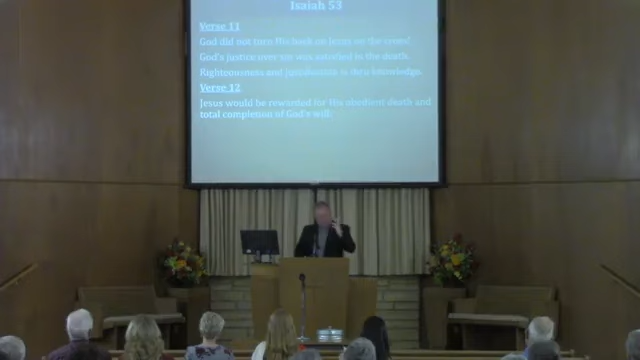 Isaiah 53
Verse 11
God did not turn His back on Jesus on the cross!
God's justice over sin was satisfied in the death.
Righteousness and justification is thru knowledge.
Verse 12
Jesus would be rewarded for His obedient death and
total completion of God's will.